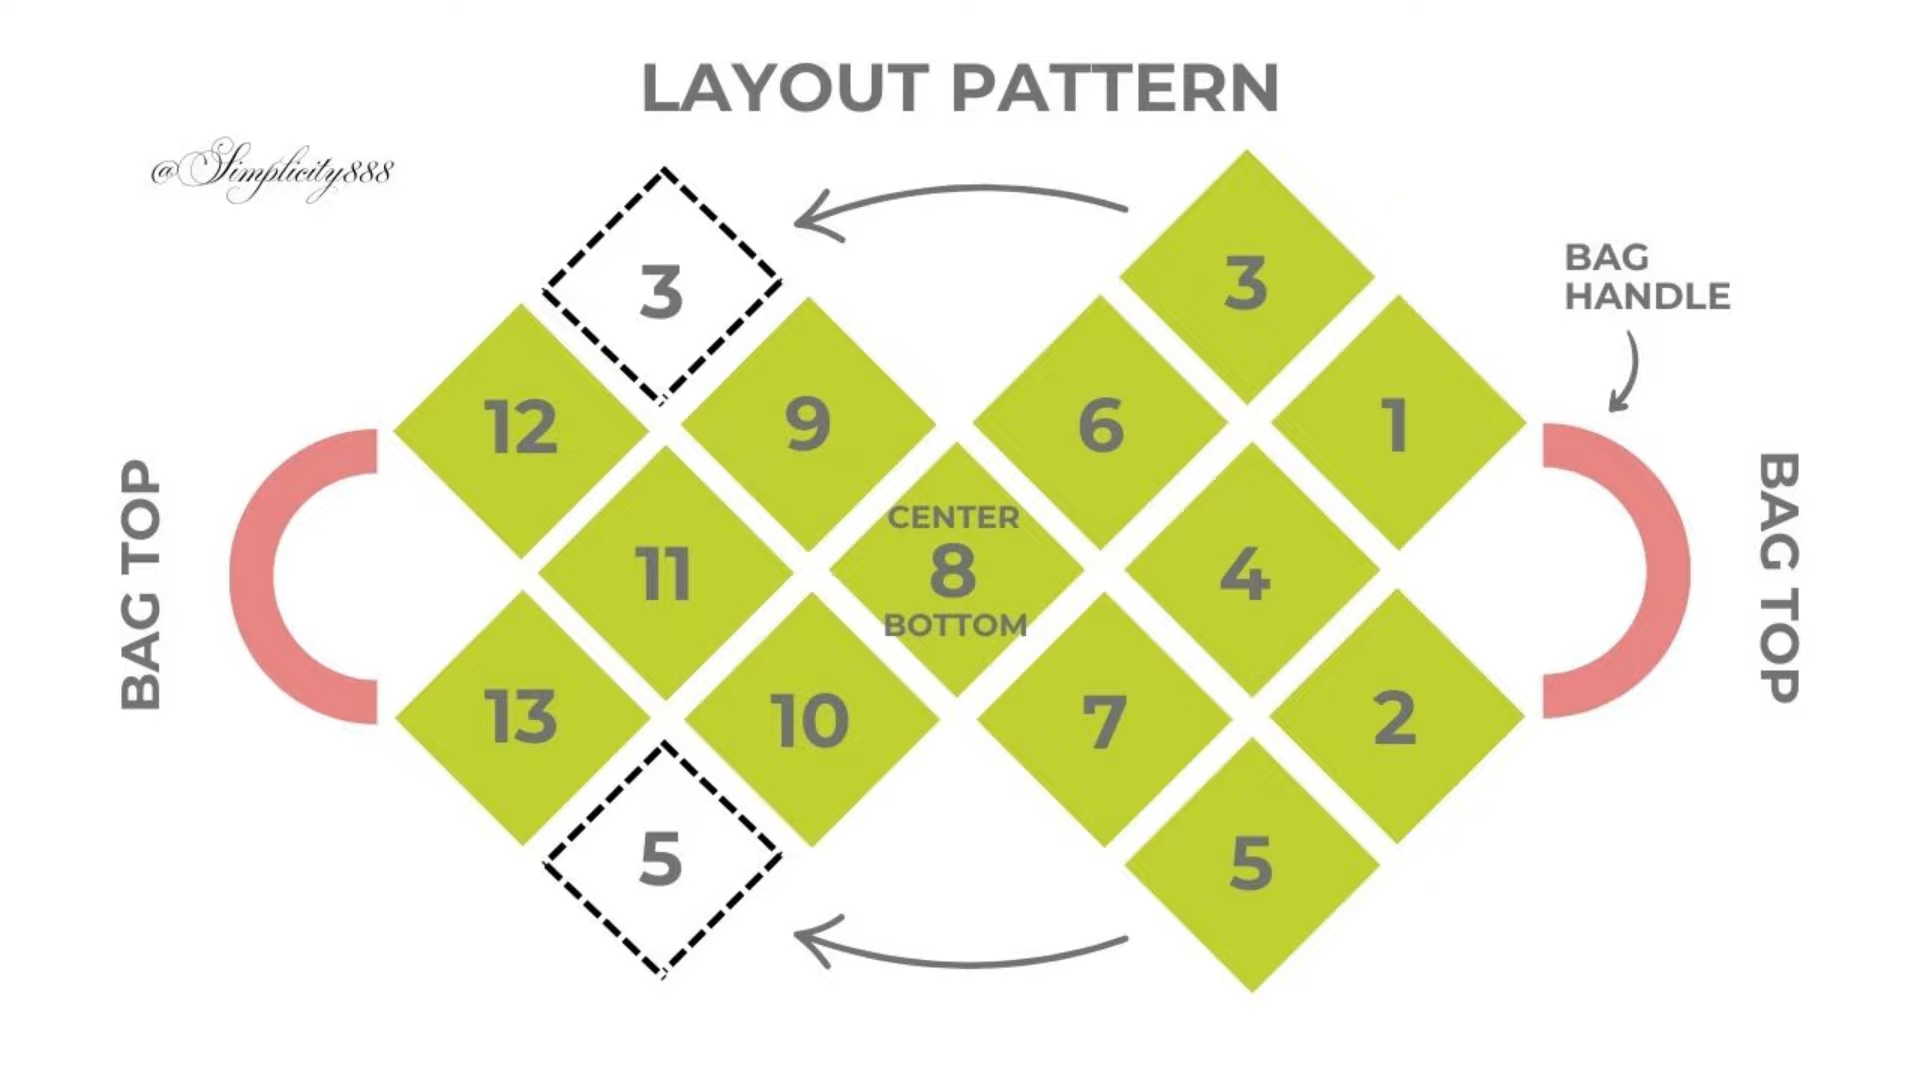 LAYOUT PATTERN
@Simplicity888
3
3
BAG
HANDLE
12
9
6
1
BAG TOP
11
CENTER
8
BOTTOM
4
BAG TOP
13
10
7
2
5
5